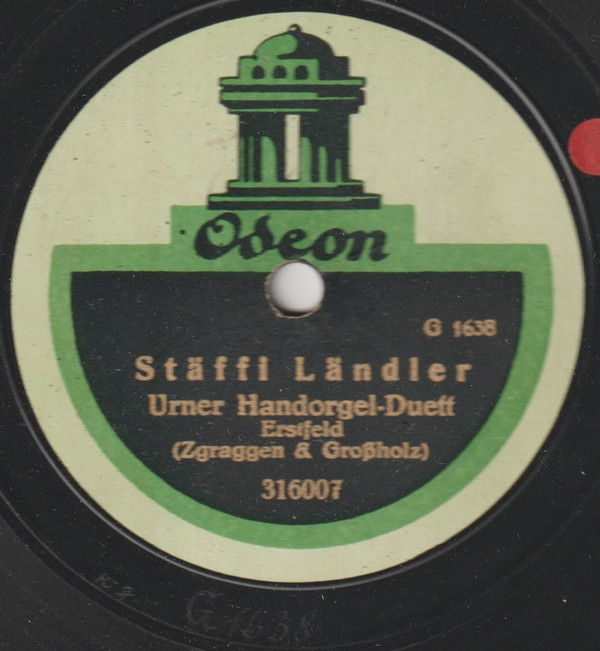 Odeon
G 1638
Stäffi Ländler
Urner Handorgel-Duett
Erstfeld
(Zgraggen & Großholz)
316007
G 1638